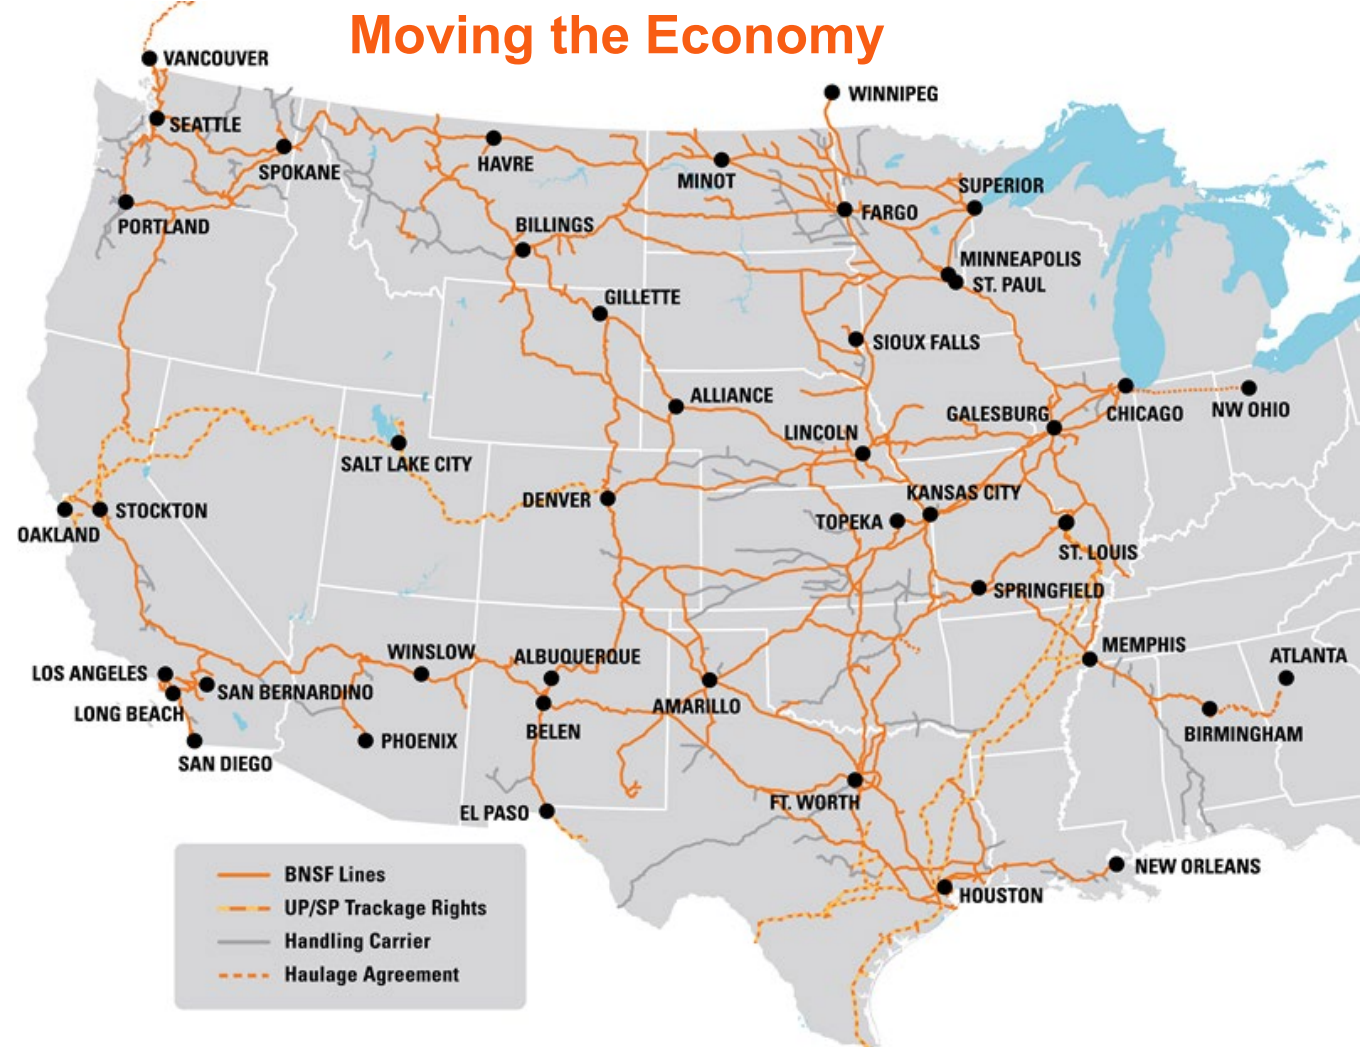 Moving the Economy
VANCOUVER
WINNIPEG
SEATTLE
SPOKANE
HAVRE
MINOT
SUPERIOR
PORTLAND
BILLINGS
FARGO
MINNEAPOLIS
ST. PAUL
GILLETTE
SIOUX FALLS
ALLIANCE
GALESBURG
CHICAGO
NW OHIO
LINCOLN
SALT LAKE CITY
DENVER
KANSAS CITY
TOPEKA
OAKLAND
STOCKTON
ST. LOUIS
SPRINGFIELD
LOS ANGELES
WINSLOW
ALBUQUERQUE
MEMPHIS
ATLANTA
SAN BERNARDINO
LONG BEACH
AMARILLO
BELEN
BIRMINGHAM
PHOENIX
SAN DIEGO
EL PASO
FT. WORTH
NEW ORLEANS
HOUSTON
BNSF Lines
UP/SP Trackage Rights
Handling Carrier
Haulage Agreement